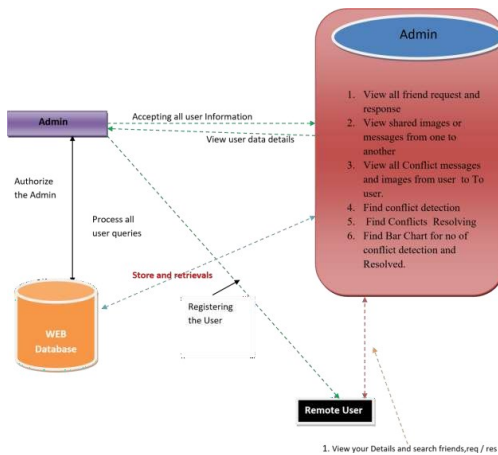 Admin
1. View all friend request and
response
2. View shared images or
messages from one to
another
3. View all Conflict messages
and images from user to To
user.
4. Find conflict detection
5. Find Conflicts Resolving
6. Find Bar Chart for no of
conflict detection and
Resolved.
Admin
Accepting all user Information
View user data details
Authorize
the Admin
Process all
user queries
Store and retrievals
Registering
the User
WEB
Database
Remote User
1. View your Details and search friends,req / res